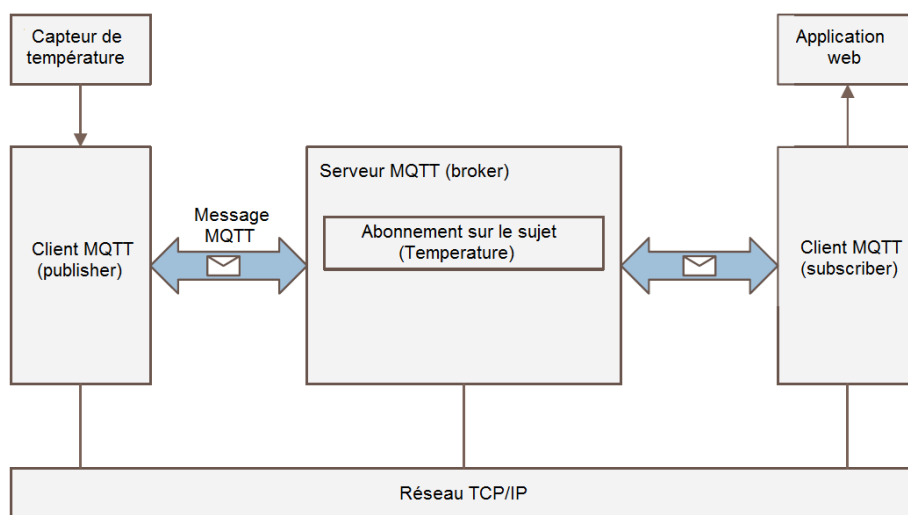 Capteur de
température
Application
web
Serveur MQTT (broker)
Message
MQTT
Abonnement sur le sujet
(Temperature)
Client MQTT
(publisher)
Client MQTT
(subscriber)
Réseau TCP/IP